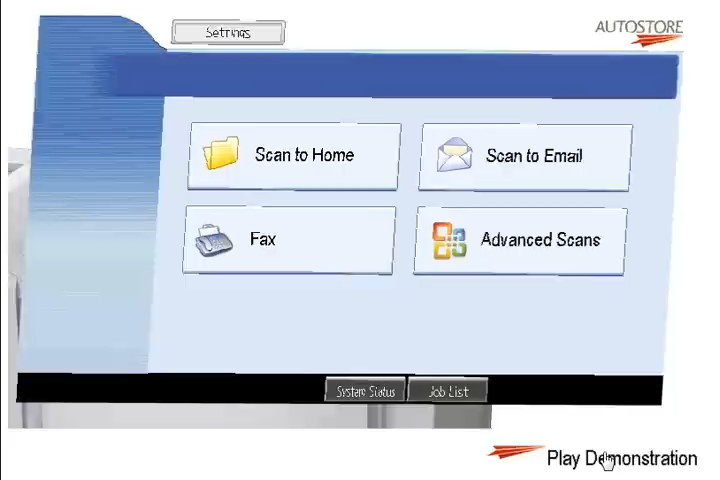 Settings
AUTOSTORE
Scan to Home
Scan to Email
Fax
Advanced Scans
System Status
Job List
Play Demonstration